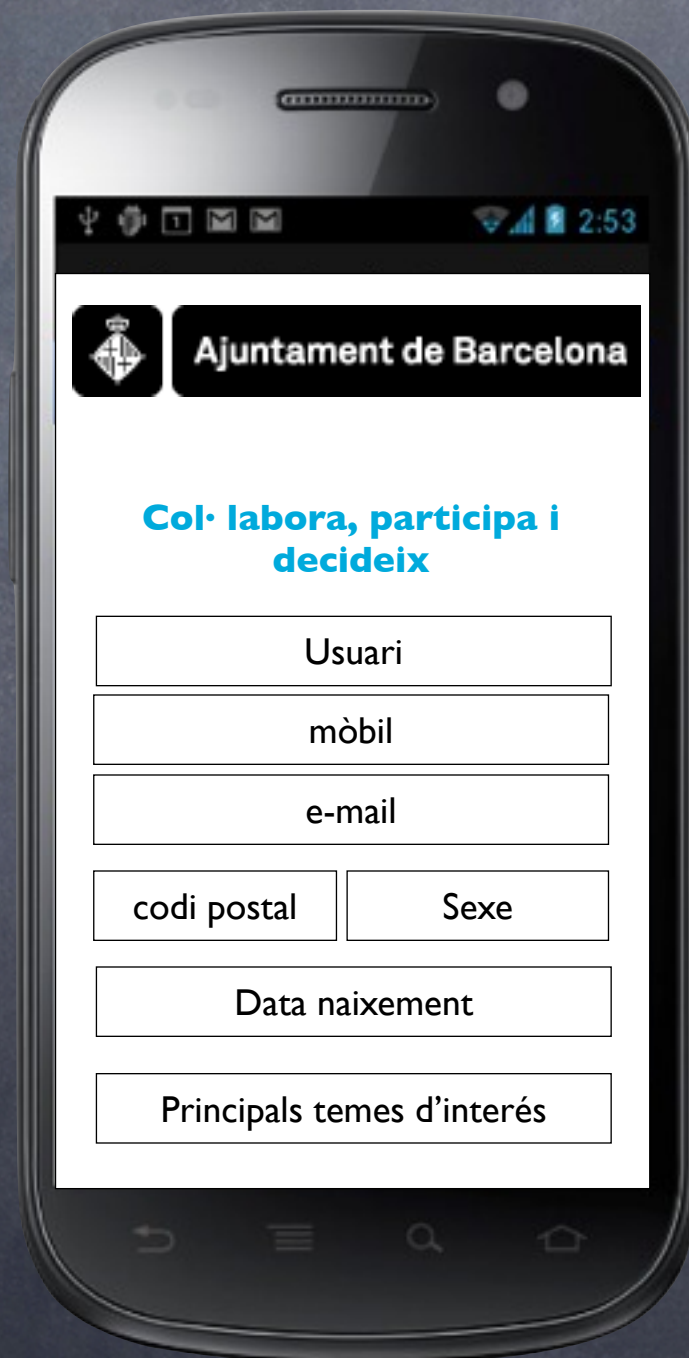 1
2:53
Ajuntament de Barcelona
Col· labora, participa i
decideix
Usuari
mòbil
e-mail
codi postal Sexe
Data naixement
Principals temes d’interés